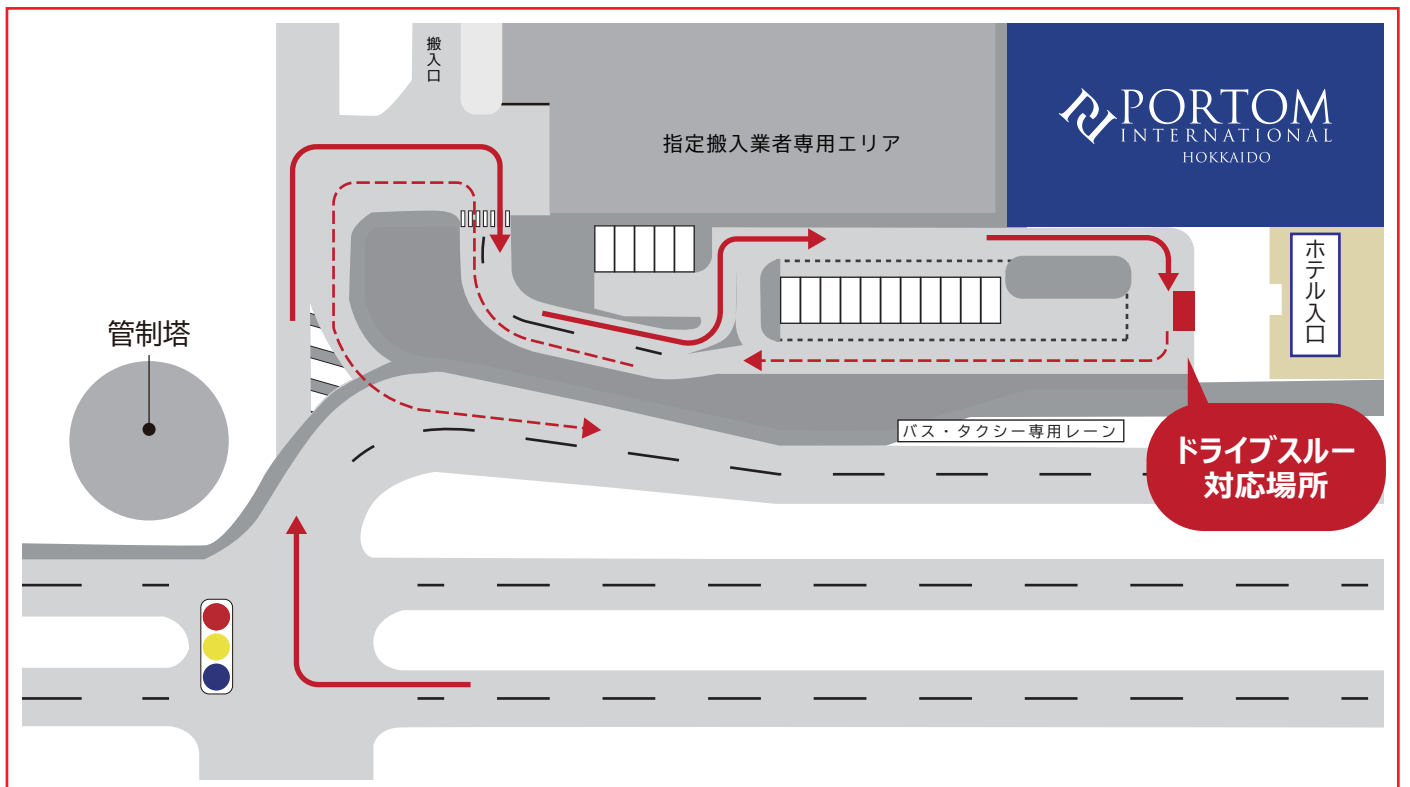 搬入口
指定搬入業者専用エリア
PORTOM
INTERNATIONAL
HOKKAIDO
ホテル入口
管制塔
バス・タクシー専用レーン
ドライブスルー
対応場所